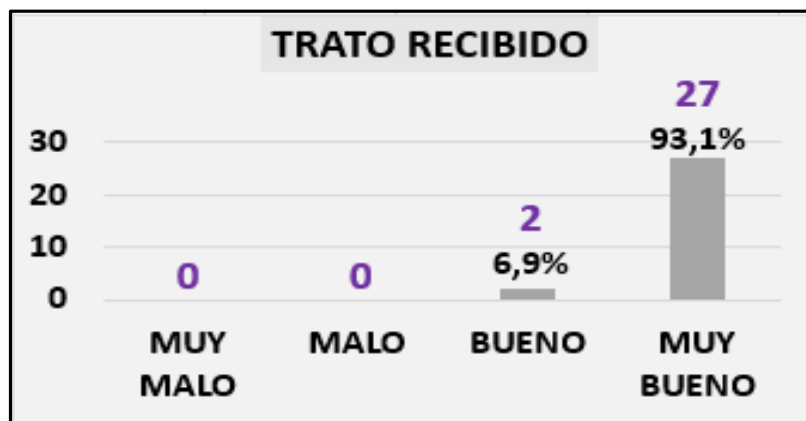 TRATO RECIBIDO
27
30
93,1%
20
2
10
6,9%
0
0
0
MUY MALO
MALO
BUENO
MUY BUENO